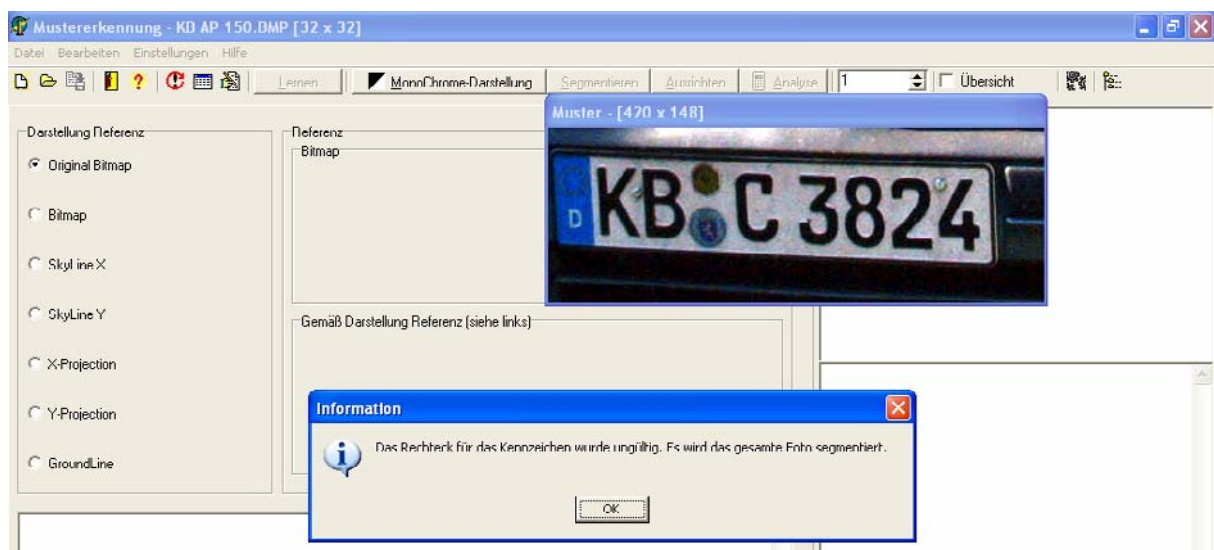 Mustererkennung - KB AP 150.BMP [32 x 32]
Datei Bearbeiten Einstellungen Hilfe
Lernen MonoChrome-Darstellung Segmentieren Ausrichten Analyse 1 Übersicht
Muster - [420 x 148]
D KB C 3824
Darstellung Referenz
Original Bitmap
Bitmap
SkyLine X
SkyLine Y
X-Projection
Y-Projection
GroundLine
Referenz
Bitmap
Gemäß Darstellung Referenz (siehe links)
Information
Das Rechteck für das Kennzeichen wurde ungültig. Es wird das gesamte Foto segmentiert.
OK